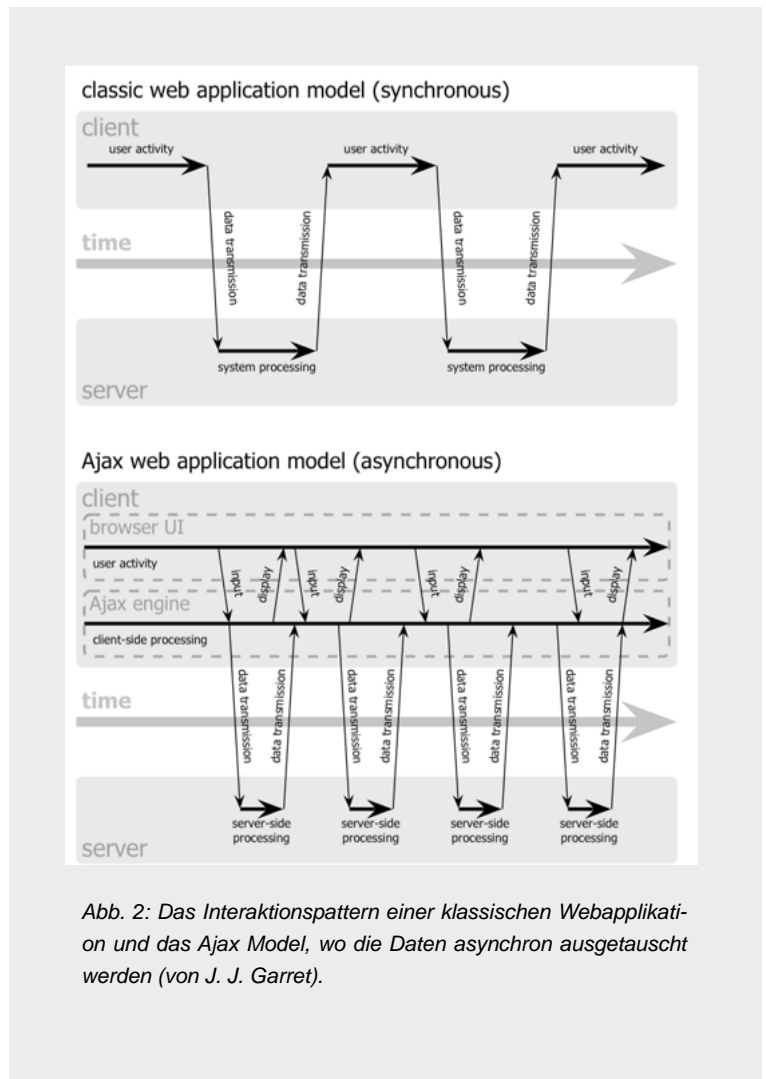 classic web application model (synchronous)
client
user activity
user activity
user activity
data transmission
data transmission
data transmission
data transmission
time
system processing
system processing
server
Ajax web application model (asynchronous)
client
browser UI
user activity
input
display
input
display
input
display
input
display
Ajax engine
client-side processing
data transmission
data transmission
data transmission
data transmission
data transmission
data transmission
data transmission
data transmission
time
server-side
processing
server-side
processing
server-side
processing
server-side
processing
server
Abb. 2: Das Interaktionspattern einer klassischen Webapplikati-
on und das Ajax Model, wo die Daten asynchron ausgetauscht
werden (von J. J. Garret).